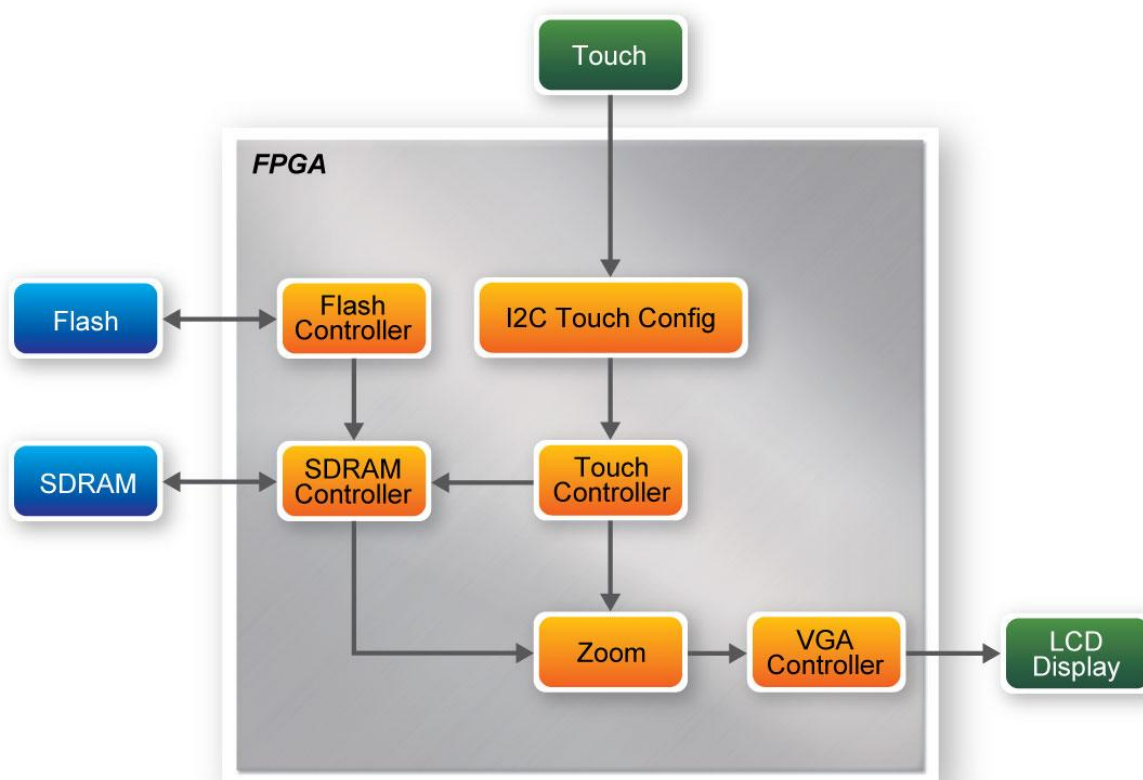 Touch
FPGA
Flash
Flash
Controller
I2C Touch Config
SDRAM
SDRAM
Controller
Touch
Controller
Zoom
VGA
Controller
LCD
Display